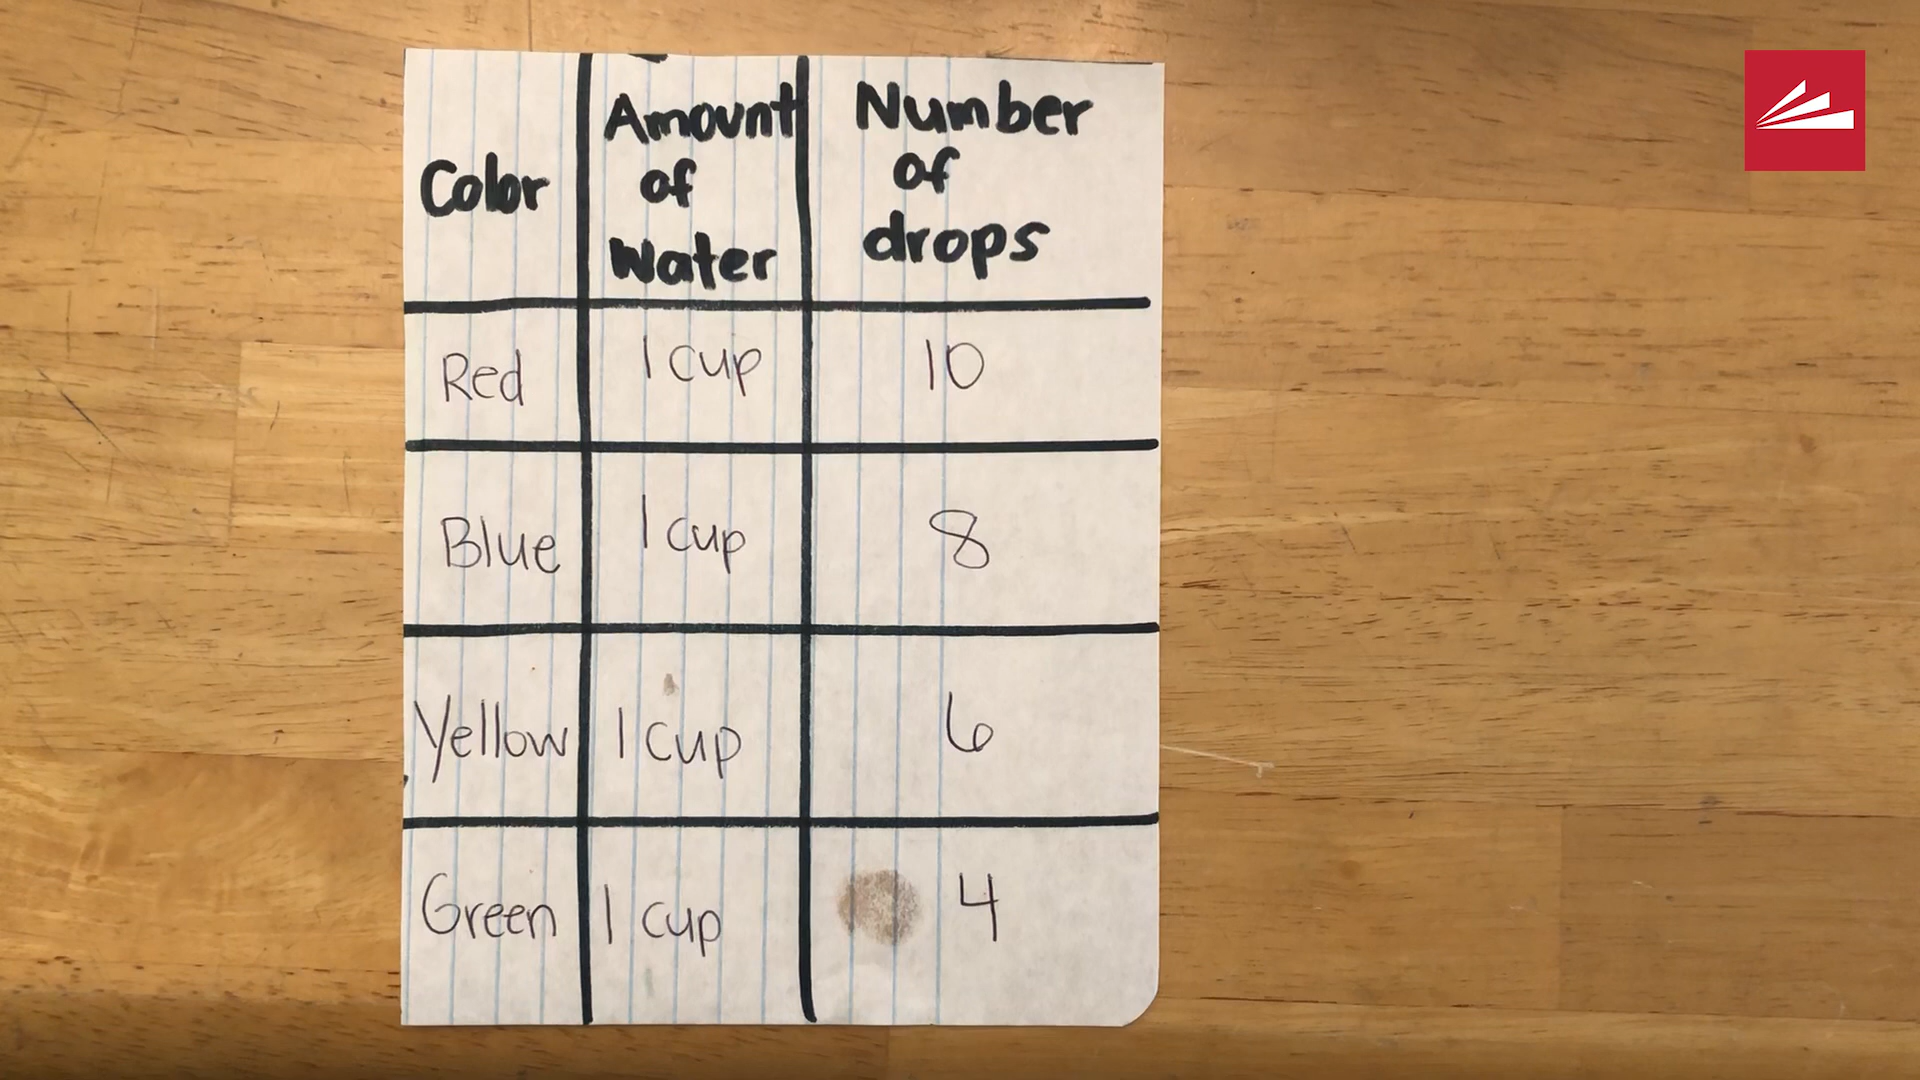 Color
Amount
of
Water
Number
of
drops
Red 1 cup 10
Blue 1 cup 8
Yellow 1 cup 6
Green 1 cup 4